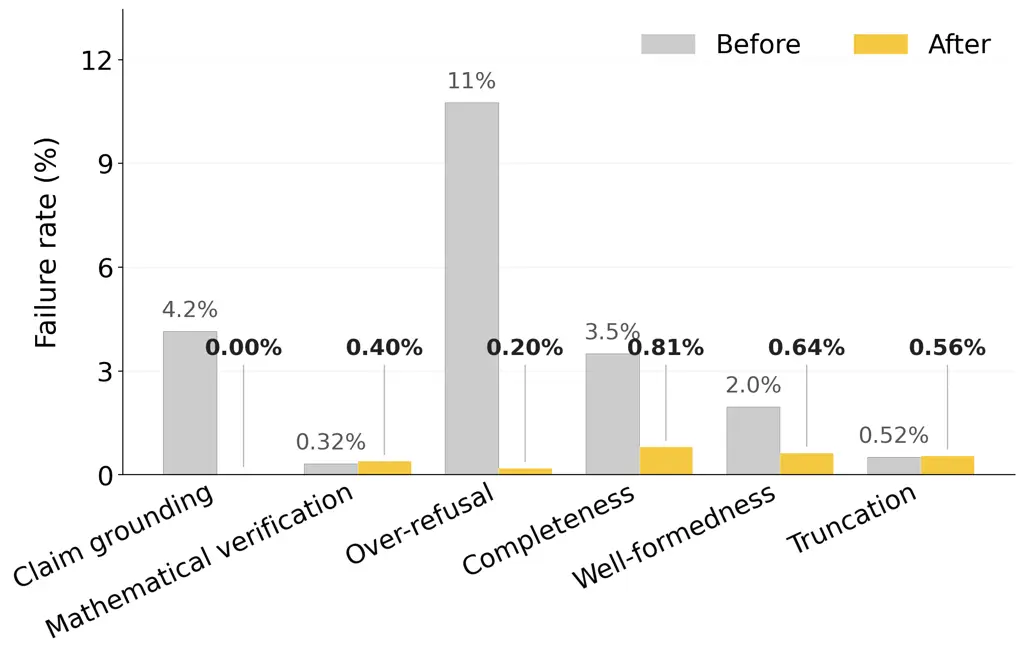 Before
After
Failure rate (%)
12
9
6
3
0
11%
4.2%
0.00%
0.40%
0.20%
3.5%
0.81%
0.64%
0.56%
2.0%
0.32%
0.52%
Claim grounding
Mathematical verification
Over-refusal
Completeness
Well-formedness
Truncation